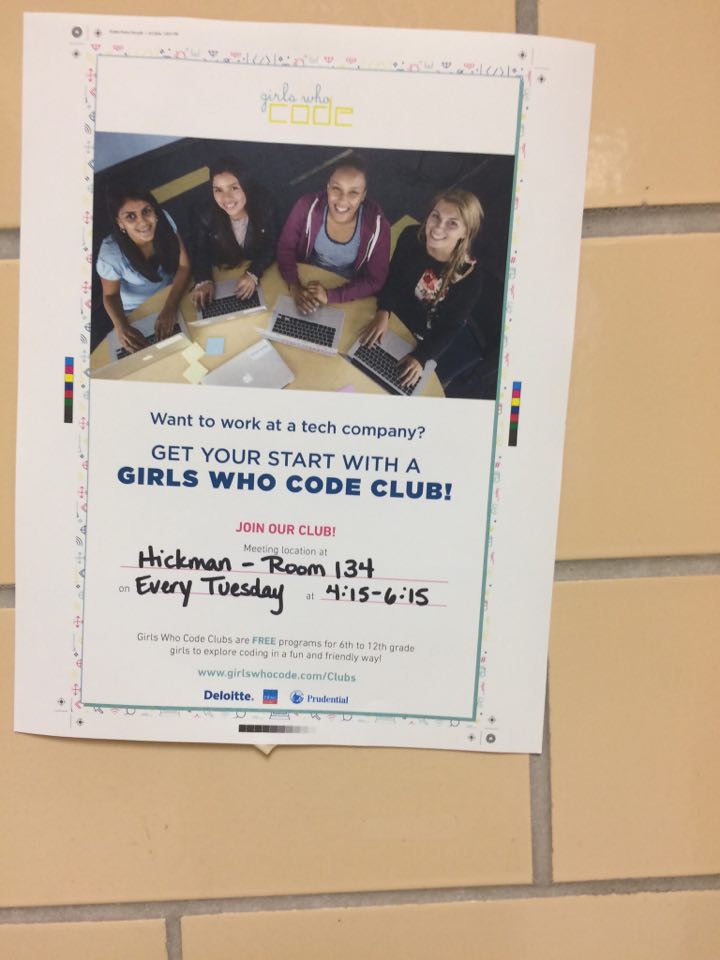 girls who
code
Want to work at a tech company?
GET YOUR START WITH A
GIRLS WHO CODE CLUB!
JOIN OUR CLUB!
Meeting location at
Hickman - Room 134
on Every Tuesday at 4:15-6:15
Girls Who Code Clubs are FREE programs for 6th to 12th grade
girls to explore coding in a fun and friendly way!
www.girlswhocode.com/Clubs
Deloitte. Prudential